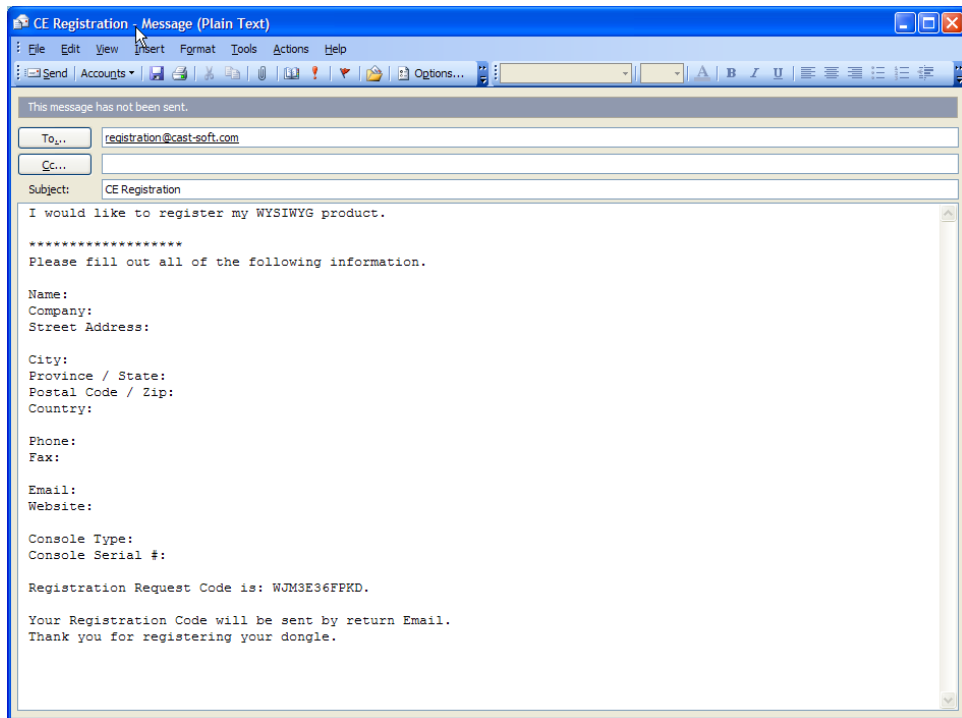 CE Registration - Message (Plain Text)
File Edit View Insert Format Tools Actions Help
Send Accounts Options... A B I U
This message has not been sent.
To... registration@cast-soft.com
Cc...
Subject: CE Registration
I would like to register my WYSIWYG product.
*******************
Please fill out all of the following information.
Name:
Company:
Street Address:
City:
Province / State:
Postal Code / Zip:
Country:
Phone:
Fax:
Email:
Website:
Console Type:
Console Serial #:
Registration Request Code is: WJM3E36FPKD.
Your Registration Code will be sent by return Email.
Thank you for registering your dongle.